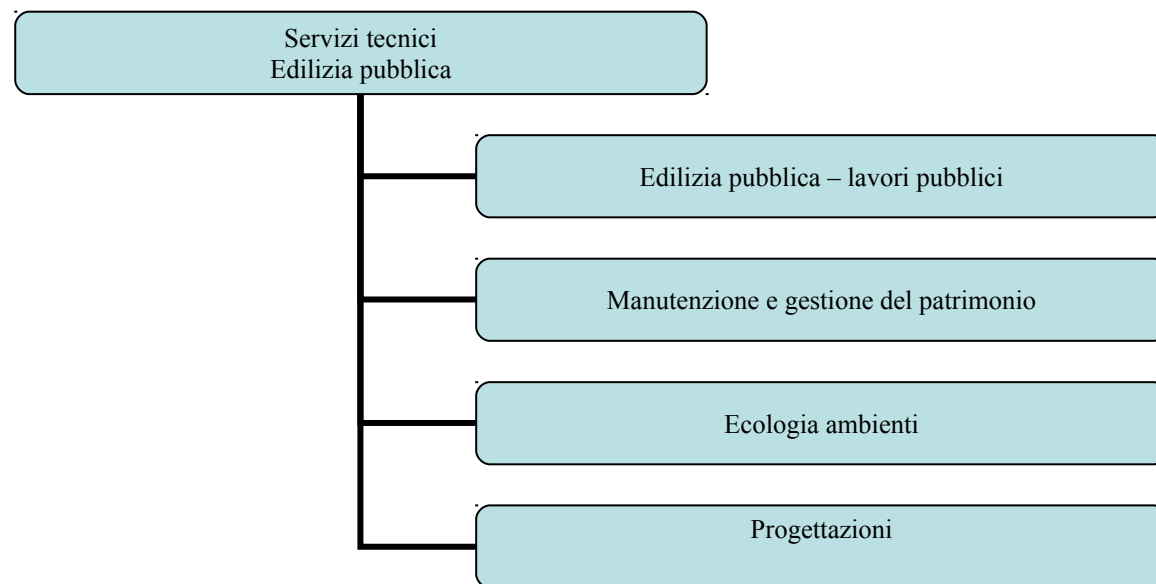 Servizi tecnici
Edilizia pubblica
Edilizia pubblica – lavori pubblici
Manutenzione e gestione del patrimonio
Ecologia ambienti
Progettazioni